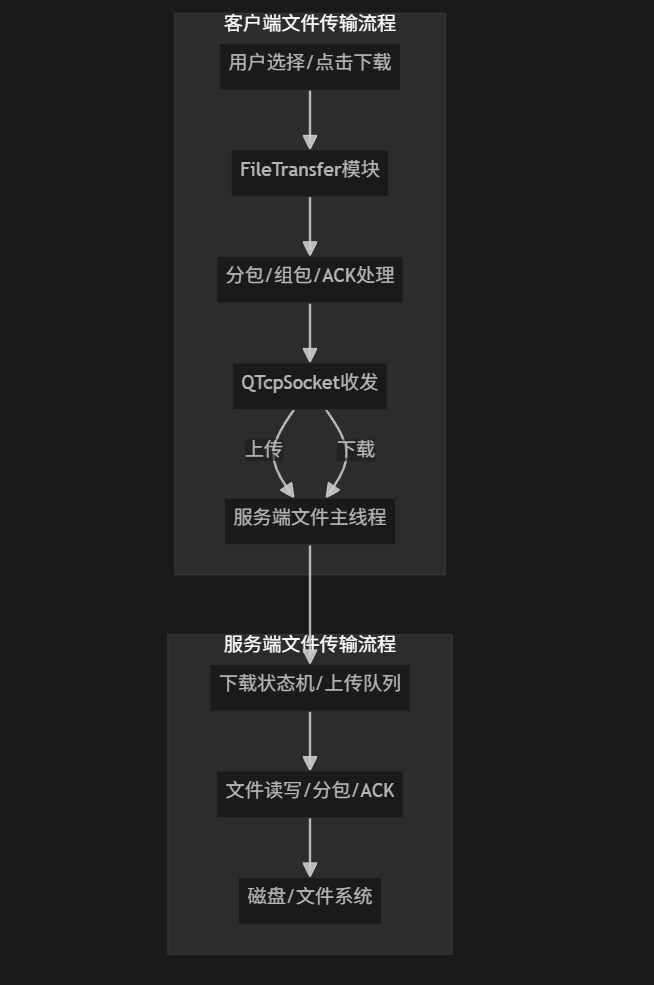 客户端文件传输流程
用户选择/点击下载
FileTransfer模块
分包/组包/ACK处理
QTcpSocket收发
上传
下载
服务端文件主线程
服务端文件传输流程
下载状态机/上传队列
文件读写/分包/ACK
磁盘/文件系统